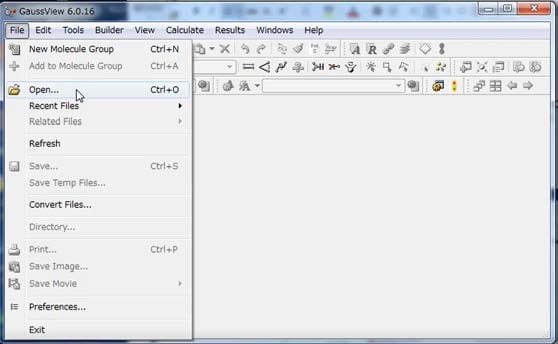 GaussView 6.0.16
File Edit Tools Builder View Calculate Results Windows Help
New Molecule Group Ctrl+N
Add to Molecule Group Ctrl+A
Open... Ctrl+O
Recent Files
Related Files
Refresh
Save... Ctrl+S
Save Temp Files...
Convert Files...
Directory...
Print... Ctrl+P
Save Image...
Save Movie
Preferences...
Exit